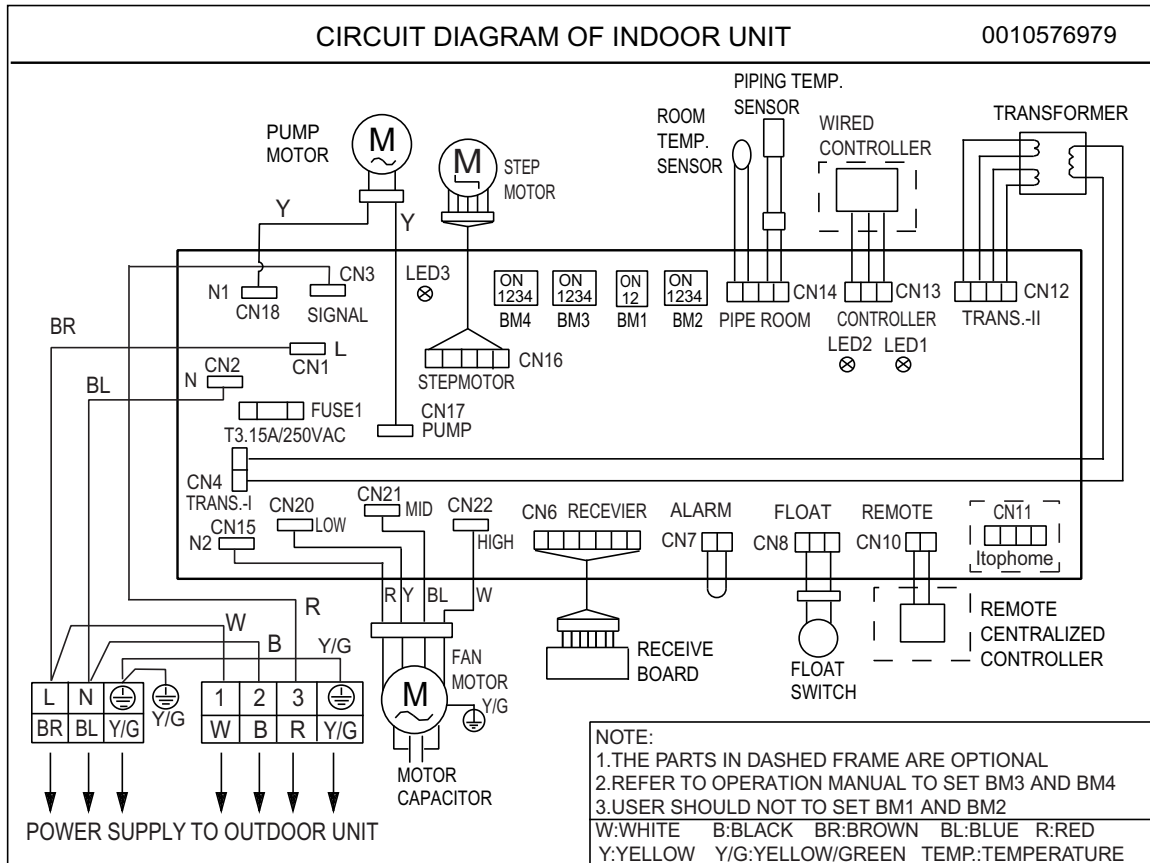 CIRCUIT DIAGRAM OF INDOOR UNIT
0010576979
PUMP
MOTOR
M
M
STEP
MOTOR
ROOM
TEMP.
SENSOR
PIPING TEMP.
SENSOR
WIRED
CONTROLLER
TRANSFORMER
Y
Y
N1
CN18
CN3
SIGNAL
LED3
ON
1234
BM4
ON
1234
BM3
ON
12
BM1
ON
1234
BM2
CN14
PIPE ROOM
CN13
CONTROLLER
LED2
LED1
CN12
TRANS.-II
BR
BL
CN1
L
N
CN2
CN16
STEPMOTOR
FUSE1
T3.15A/250VAC
CN17
PUMP
CN4
TRANS.-I
CN15
N2
CN20
LOW
CN21
MID
CN22
HIGH
CN6 RECEVIER
ALARM
CN7
FLOAT
CN8
REMOTE
CN10
CN11
Itophome
R
Y
BL
W
W
B
R
Y/G
FAN
MOTOR
M
Y/G
MOTOR
CAPACITOR
RECEIVE
BOARD
FLOAT
SWITCH
REMOTE
CENTRALIZED
CONTROLLER
L N
BR BL Y/G
Y/G
1 2 3
W B R Y/G
POWER SUPPLY TO OUTDOOR UNIT
NOTE:
1.THE PARTS IN DASHED FRAME ARE OPTIONAL
2.REFER TO OPERATION MANUAL TO SET BM3 AND BM4
3.USER SHOULD NOT TO SET BM1 AND BM2
W:WHITE B:BLACK BR:BROWN BL:BLUE R:RED
Y:YELLOW Y/G:YELLOW/GREEN TEMP.:TEMPERATURE